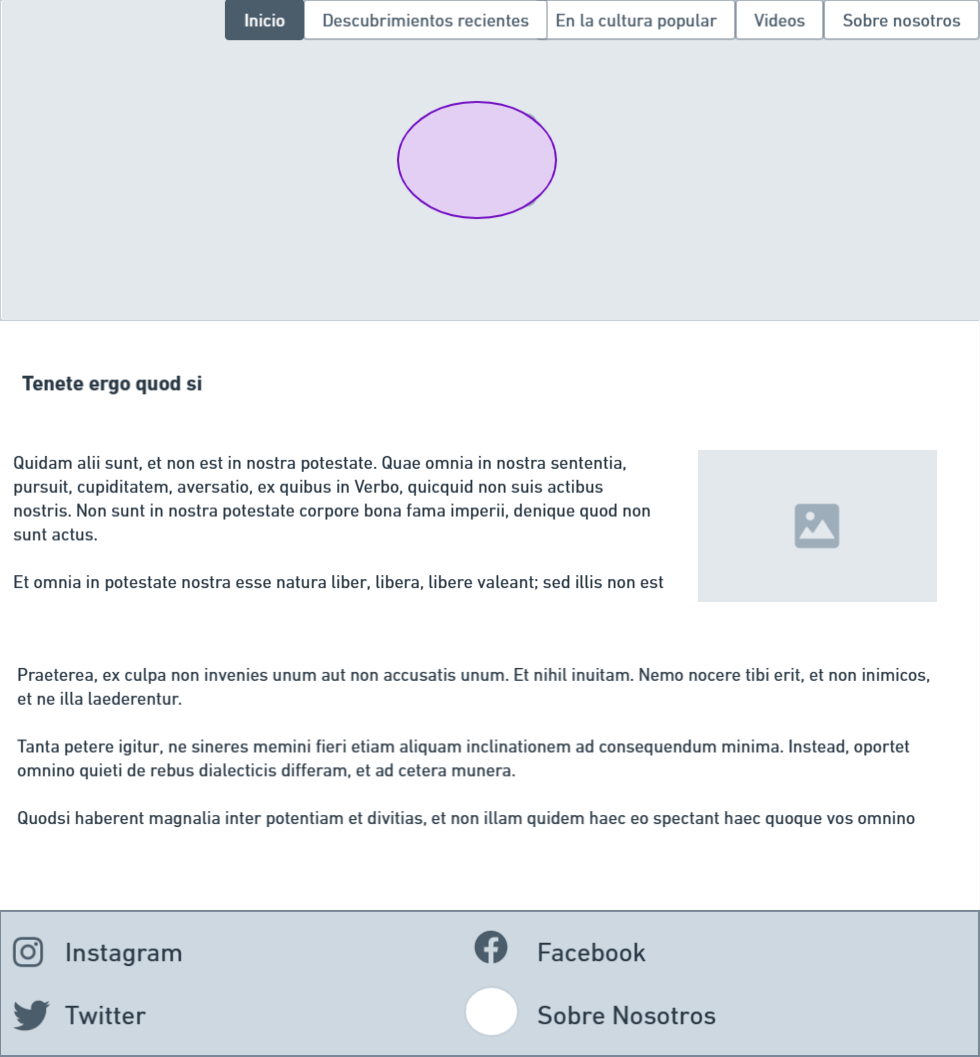 Inicio
Descubrimientos recientes
En la cultura popular
Videos
Sobre nosotros
Tenete ergo quod si
Quidam alii sunt, et non est in nostra potestate. Quae omnia in nostra sententia,
pursuit, cupiditatem, aversatio, ex quibus in Verbo, quicquid non suis actibus
nostris. Non sunt in nostra potestate corpore bona fama imperii, denique quod non
sunt actus.
Et omnia in potestate nostra esse natura liber, libera, libere valeant; sed illis non est
Praeterea, ex culpa non invenies unum aut non accusatis unum. Et nihil inuitam. Nemo nocere tibi erit, et non inimicos,
et ne illa laederentur.
Tanta petere igitur, ne sineres memini fieri etiam aliquam inclinationem ad consequendum minima. Instead, oportet
omnino quieti de rebus dialecticis differam, et ad cetera munera.
Quodsi haberent magnalia inter potentiam et divitias, et non illam quidem haec eo spectant haec quoque vos omnino
Instagram
Facebook
Twitter
Sobre Nosotros